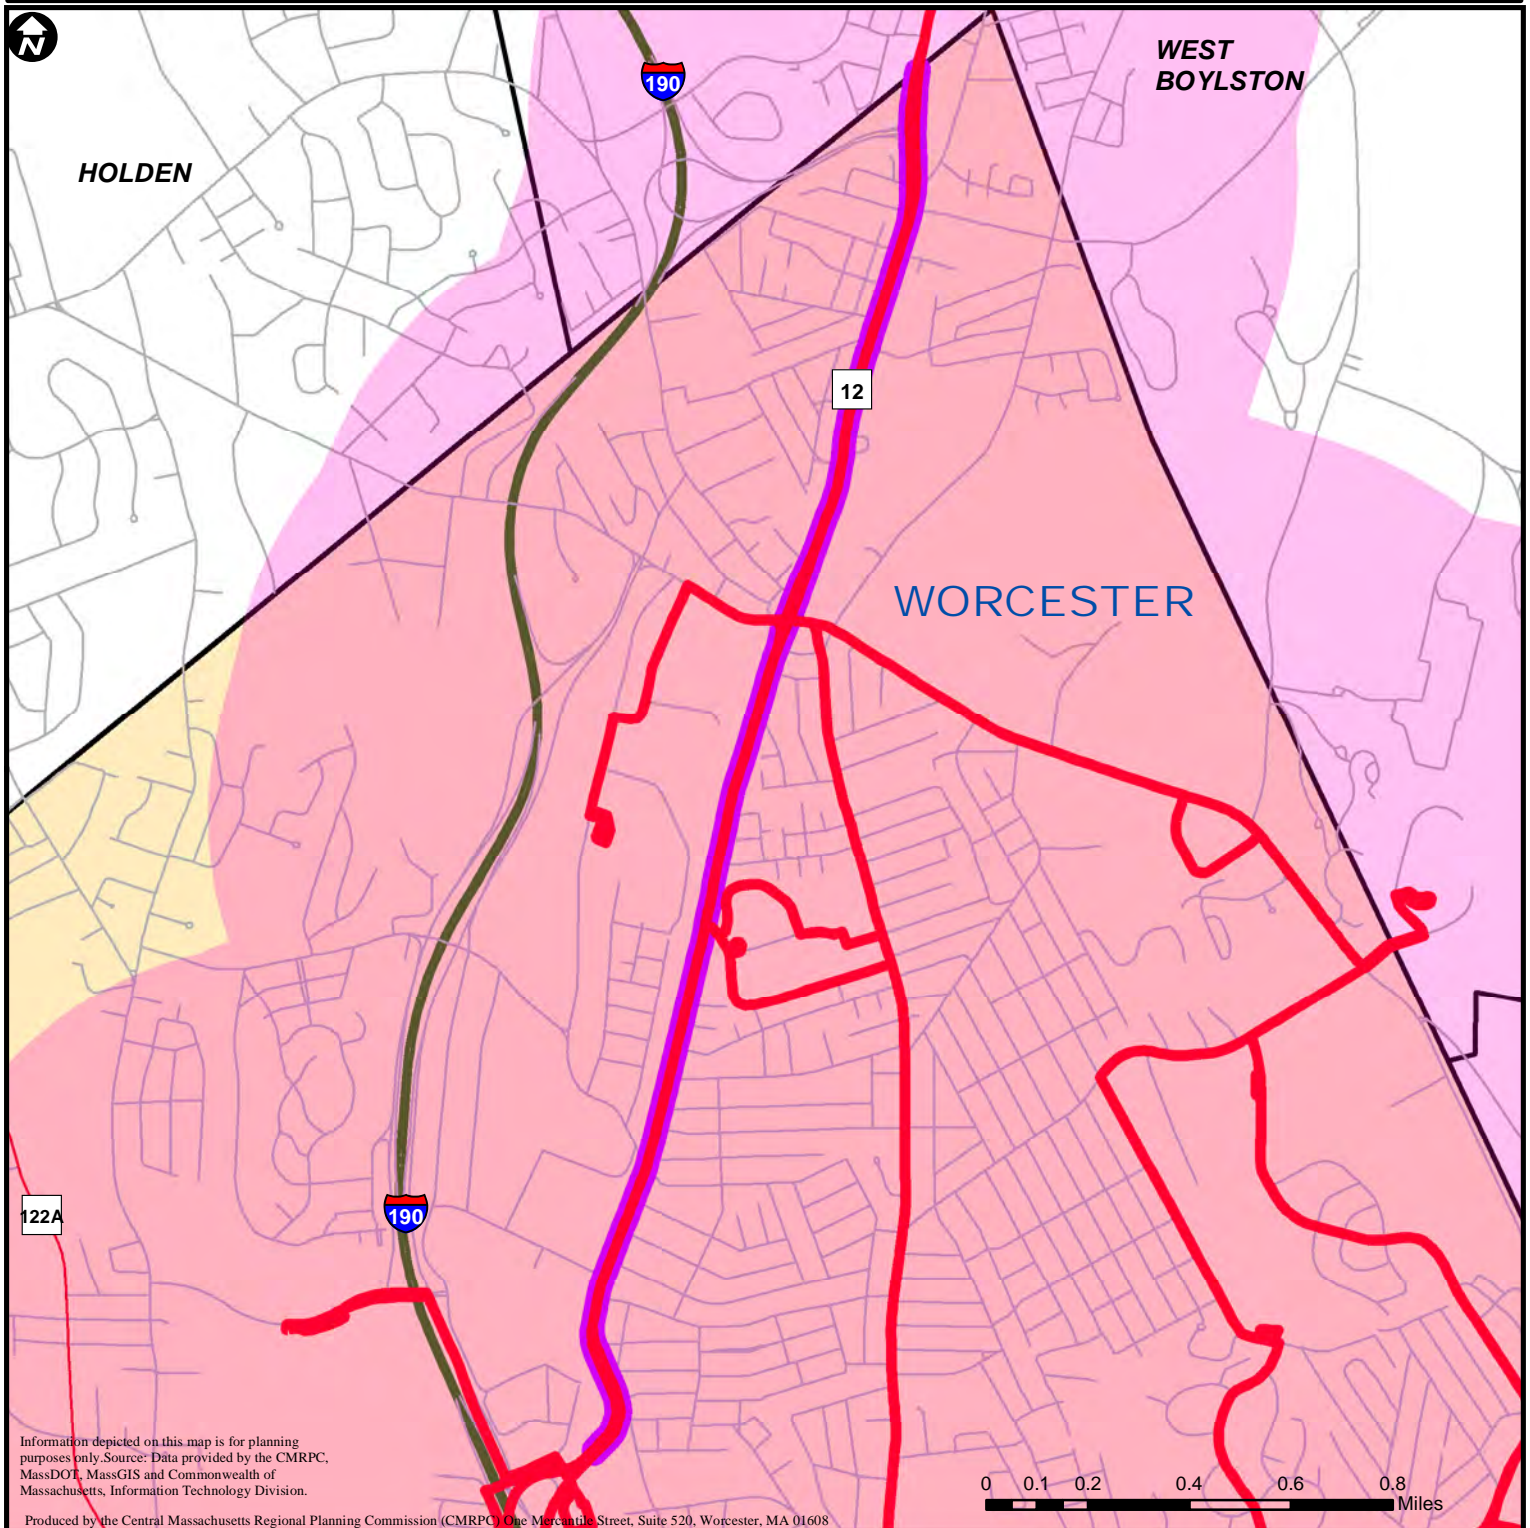 N
WEST
BOYLSTON
190
HOLDEN
12
WORCESTER
122A
190
Information depicted on this map is for planning
purposes only.Source: Data provided by the CMRPC,
MassDOT, MassGIS and Commonwealth of
Massachusetts, Information Technology Division.
0 0.1 0.2 0.4 0.6 0.8
Miles
Produced by the Central Massachusetts Regional Planning Commission (CMRPC) One Mercantile Street, Suite 520, Worcester, MA 01608